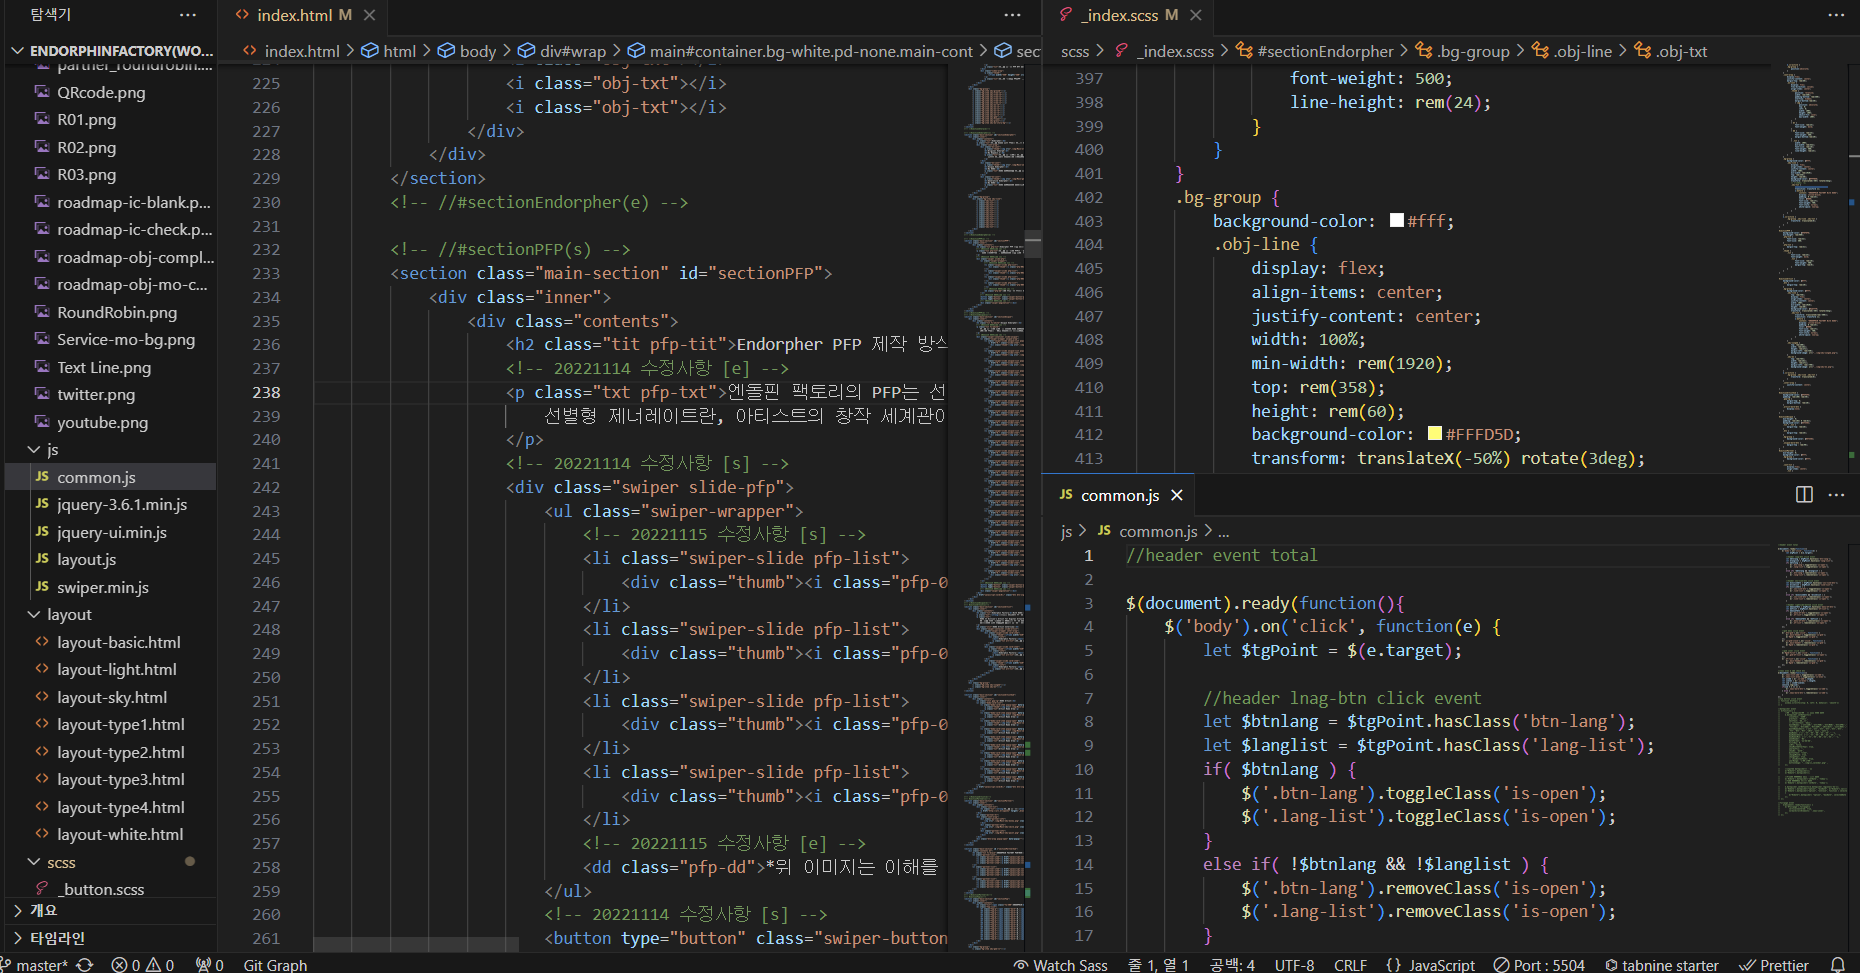 탐색기 ···
ENDORPHINFACTORY(WO...
partner_roundrobin....
QRcode.png
R01.png
R02.png
R03.png
roadmap-ic-blank.p...
roadmap-ic-check.p...
roadmap-obj-compl...
roadmap-obj-mo-c...
RoundRobin.png
Service-mo-bg.png
Text Line.png
twitter.png
youtube.png
js
JS common.js
JS jquery-3.6.1.min.js
JS jquery-ui.min.js
JS layout.js
JS swiper.min.js
layout
<> layout-basic.html
<> layout-light.html
<> layout-sky.html
<> layout-type1.html
<> layout-type2.html
<> layout-type3.html
<> layout-type4.html
<> layout-white.html
scss
_button.scss
개요
타임라인
<> index.html M ×
···
<> index.html > html > body > div#wrap > main#container.bg-white.pd-none.main-cont > sec
225 <i class="obj-txt"></i>
226 <i class="obj-txt"></i>
227 </div>
228 </div>
229 </section>
230 <!-- //#sectionEndorpher(e) -->
231
232 <!-- //#sectionPFP(s) -->
233 <section class="main-section" id="sectionPFP">
234 <div class="inner">
235 <div class="contents">
236 <h2 class="tit pfp-tit">Endorpher PFP 제작 방식
237 <!-- 20221114 수정사항 [e] -->
238 <p class="txt pfp-txt">엔돌핀 팩토리의 PFP는 선
239 선별형 제너레이트란, 아티스트의 창작 세계관이
240 </p>
241 <!-- 20221114 수정사항 [s] -->
242 <div class="swiper slide-pfp">
243 <ul class="swiper-wrapper">
244 <!-- 20221115 수정사항 [s] -->
245 <li class="swiper-slide pfp-list">
246 <div class="thumb"><i class="pfp-0
247 </li>
248 <li class="swiper-slide pfp-list">
249 <div class="thumb"><i class="pfp-0
250 </li>
251 <li class="swiper-slide pfp-list">
252 <div class="thumb"><i class="pfp-0
253 </li>
254 <li class="swiper-slide pfp-list">
255 <div class="thumb"><i class="pfp-0
256 </li>
257 <!-- 20221115 수정사항 [e] -->
258 <dd class="pfp-dd">*위 이미지는 이해를
259 </ul>
260 <!-- 20221114 수정사항 [s] -->
261 <button type="button" class="swiper-button
_index.scss M ×
···
scss > _index.scss > #sectionEndorpher > .bg-group > .obj-line > .obj-txt
397 font-weight: 500;
398 line-height: rem(24);
399 }
400 }
401 }
402 .bg-group {
403 background-color: #fff;
404 .obj-line {
405 display: flex;
406 align-items: center;
407 justify-content: center;
408 width: 100%;
409 min-width: rem(1920);
410 top: rem(358);
411 height: rem(60);
412 background-color: #FFFD5D;
413 transform: translateX(-50%) rotate(3deg);
JS common.js ×
···
js > JS common.js > ...
1 //header event total
2
3 $(document).ready(function(){
4 $('body').on('click', function(e) {
5 let $tgPoint = $(e.target);
6
7 //header lnag-btn click event
8 let $btnlang = $tgPoint.hasClass('btn-lang');
9 let $langlist = $tgPoint.hasClass('lang-list');
10 if( $btnlang ) {
11 $('.btn-lang').toggleClass('is-open');
12 $('.lang-list').toggleClass('is-open');
13 }
14 else if( !$btnlang && !$langlist ) {
15 $('.btn-lang').removeClass('is-open');
16 $('.lang-list').removeClass('is-open');
17 }
master* 0 0 0 Git Graph Watch Sass 줄 1, 열 1 공백: 4 UTF-8 CRLF {} JavaScript Port : 5504 tabnine starter Prettier